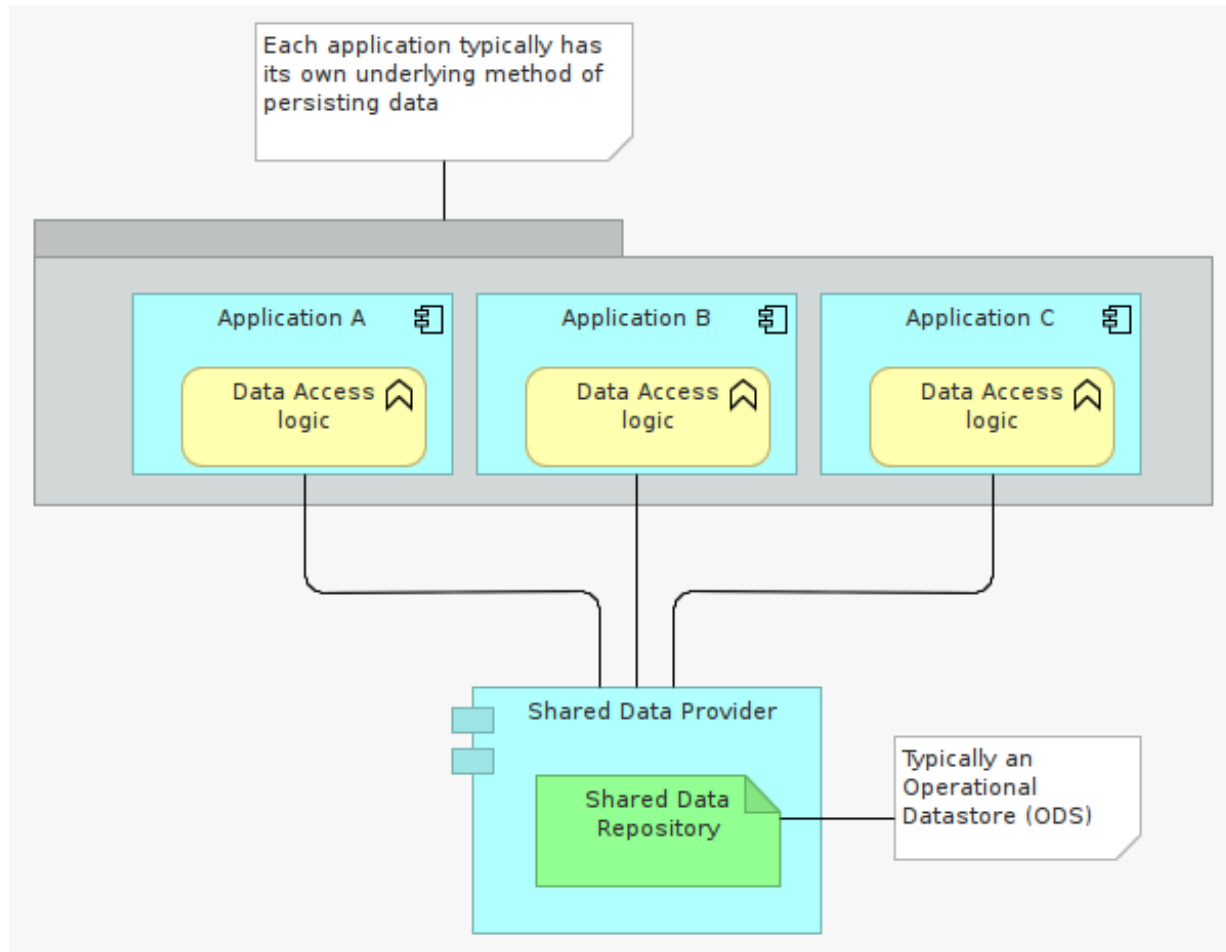 Each application typically has
its own underlying method of
persisting data
Application A
Data Access
logic
Application B
Data Access
logic
Application C
Data Access
logic
Shared Data Provider
Shared Data
Repository
Typically an
Operational
Datastore (ODS)